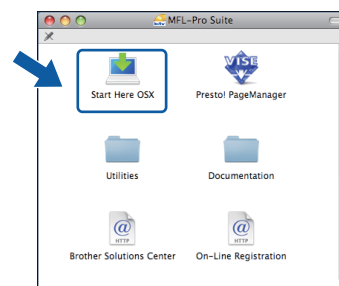 MFL-Pro Suite
Start Here OSX
Presto! PageManager
VISE
Utilities
Documentation
@
HTTP
@
HTTP
Brother Solutions Center
On-Line Registration